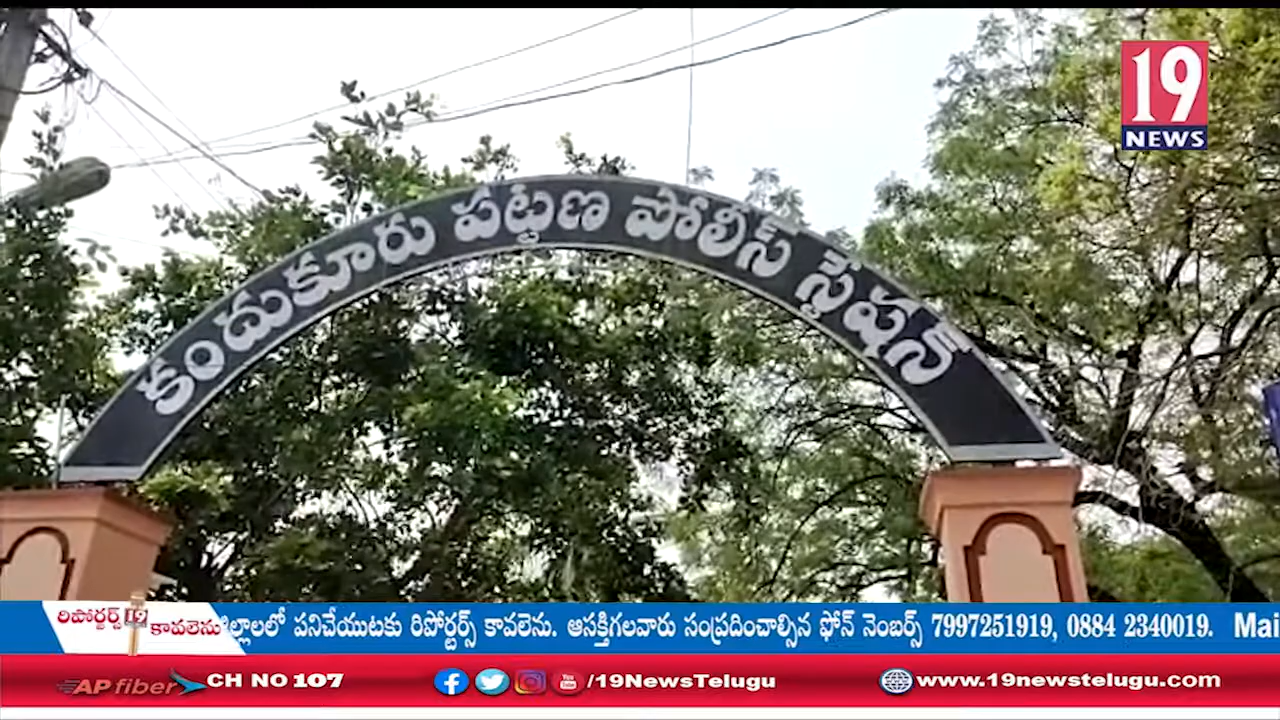 19
NEWS
కందుకూరు పట్టణ పోలీస్ స్టేషన్
రిపోర్టర్స్
కావలెను
ల్లాలలో పనిచేయుటకు రిపోర్టర్స్ కావలెను. ఆసక్తిగలవారు సంప్రదించాల్సిన ఫోన్ నెంబర్స్ 7997251919, 0884 2340019. Mai
AP fiber CH NO 107 /19NewsTelugu www.19newstelugu.com